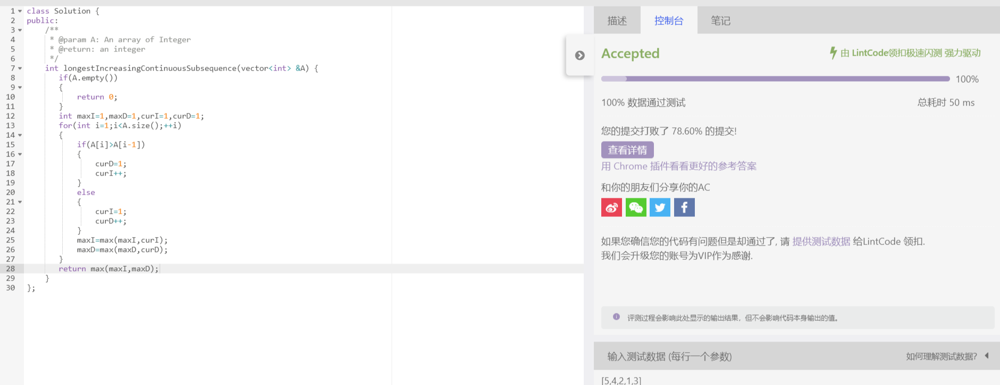 1 class Solution {
2 public:
3 /**
4 * @param A: An array of Integer
5 * @return: an integer
6 */
7 int longestIncreasingContinuousSubsequence(vector<int> &A) {
8 if(A.empty())
9 {
10 return 0;
11 }
12 int maxI=1,maxD=1,curI=1,curD=1;
13 for(int i=1;i<A.size();++i)
14 {
15 if(A[i]>A[i-1])
16 {
17 curD=1;
18 curI++;
19 }
20 else
21 {
22 curI=1;
23 curD++;
24 }
25 maxI=max(maxI,curI);
26 maxD=max(maxD,curD);
27 }
28 return max(maxI,maxD);
29 }
30 };
描述 控制台 笔记
Accepted 由 LintCode领扣极速闪测 强力驱动
100%
100% 数据通过测试 总耗时 50 ms
您的提交打败了 78.60% 的提交!
查看详情
用 Chrome 插件看看更好的参考答案
和你的朋友们分享你的AC
如果您确信您的代码有问题但是却通过了, 请 提供测试数据 给LintCode 领扣.
我们会升级您的账号为VIP作为感谢.
评测过程会影响此处显示的输出结果，但不会影响代码本身输出的值。
输入测试数据 (每行一个参数) 如何理解测试数据?
[5,4,2,1,3]